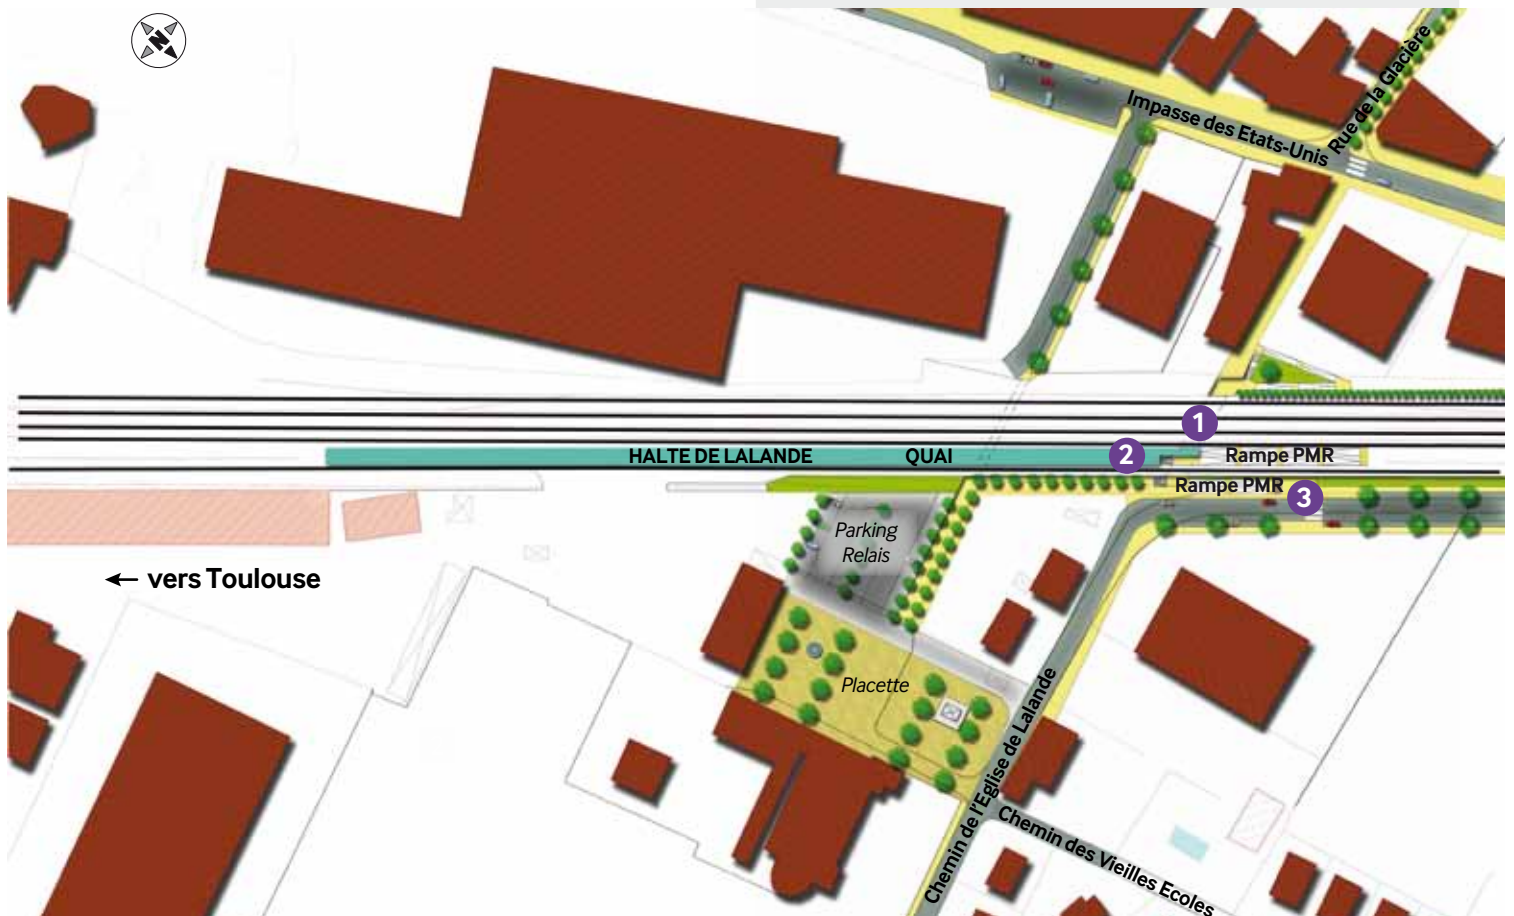 N
Impasse des Etats-Unis
Rue de la Glacière
1
HALTE DE LALANDE
QUAI
2
Rampe PMR
Rampe PMR
3
Parking
Relais
← vers Toulouse
Placette
Chemin de l'Eglise de Lalande
Chemin des Vieilles Ecoles